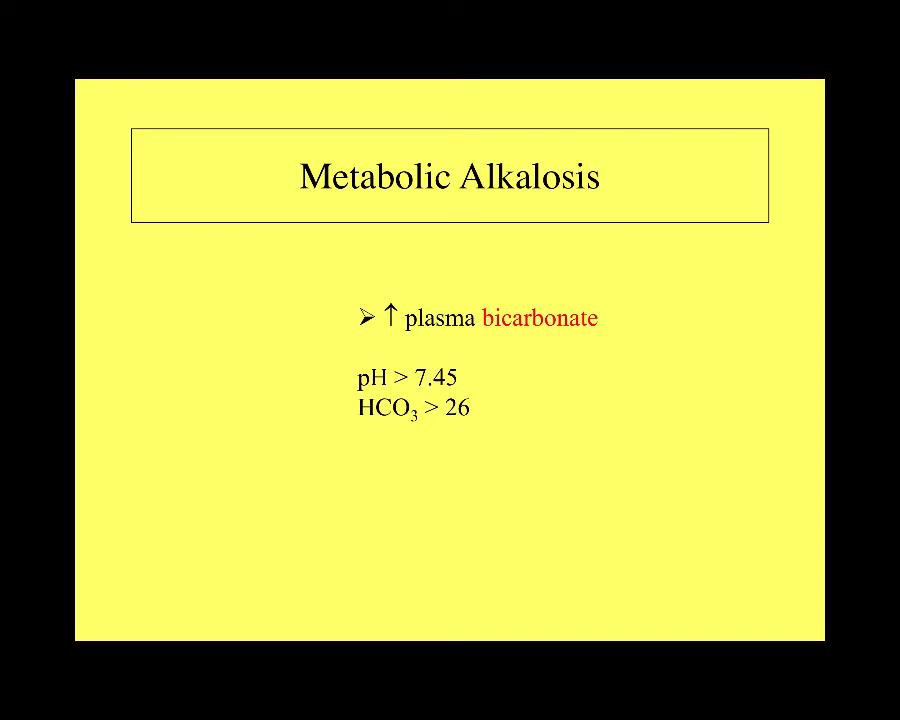 Metabolic Alkalosis
➢ ↑ plasma bicarbonate
pH > 7.45
HCO₃ > 26